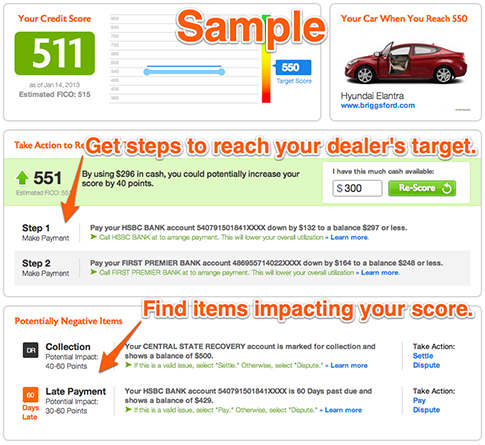 Sample
Your Credit Score
511
as of Jan 14, 2013
Estimated FICO: 515
550
Target Score
Your Car When You Reach 550
Hyundai Elantra
www.briggsford.com
Take Action to Re
Get steps to reach your dealer's target.
551
Estimated FICO: 55
By using $296 in cash, you could potentially increase your
score by 40 points.
I have this much cash available:
$ 300
Re-Score
Step 1
Make Payment
Pay your HSBC BANK account 540791501841XXXX down by $132 to a balance $297 or less.
Call HSBC BANK at to arrange payment. This will lower your overall utilization » Learn more.
Step 2
Make Payment
Pay your FIRST PREMIER BANK account 486955714022XXXX down by $164 to a balance $248 or less.
Call FIRST PREMIER BANK at to arrange payment. This will lower your overall utilization » Learn more.
Find items impacting your score.
Potentially Negative Items
DR
Collection
Potential Impact:
40-60 Points
Your CENTRAL STATE RECOVERY account is marked for collection and
shows a balance of $500.
If this is a valid issue, select "Settle." Otherwise, select "Dispute." » Learn more
Take Action:
Settle
Dispute
60
Days
Late
Late Payment
Potential Impact:
30-60 Points
Your HSBC BANK account 540791501841XXXX is 60 Days past due and
shows a balance of $429.
If this is a valid issue, select "Pay." Otherwise, select "Dispute." » Learn more
Take Action:
Pay
Dispute